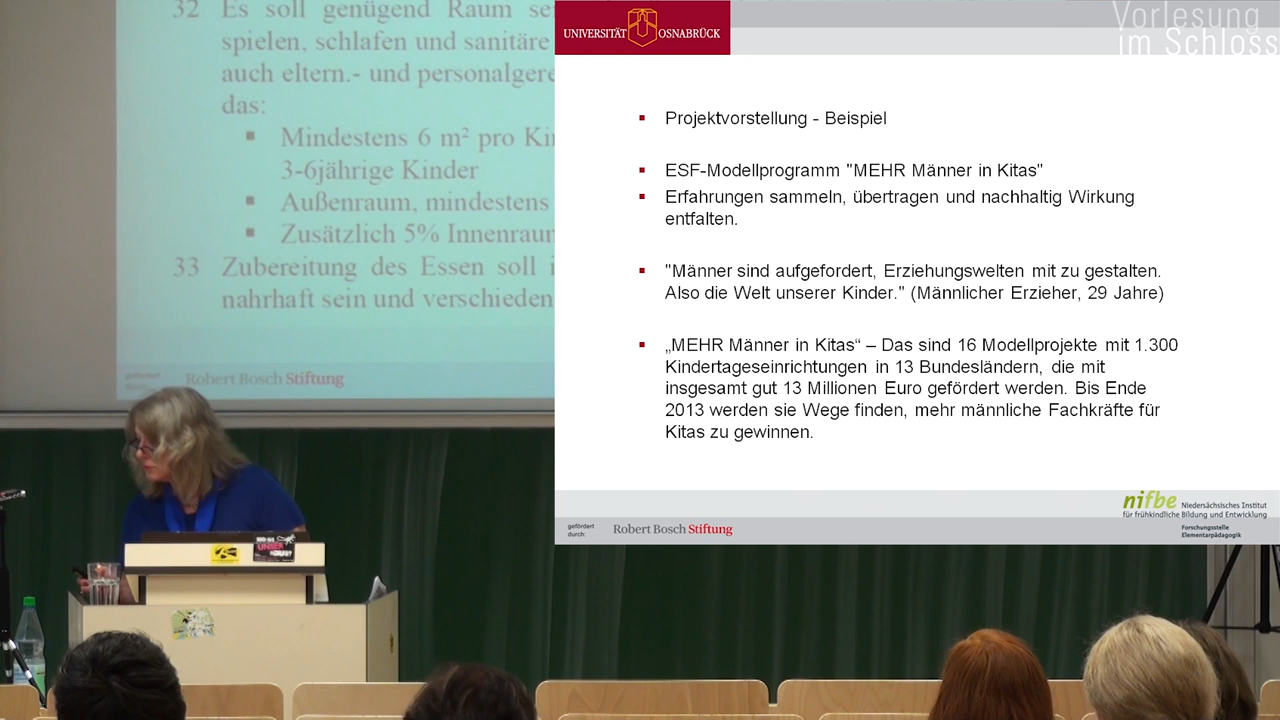 32 Es soll genügend Raum
spielen, schlafen und sanitäre
auch eltern.- und
das:
▪ Mindestens 6 m² pro
3-6jährige Kinder
▪ Außenraum, mindestens
▪ Zusätzlich 5%
33 Zubereitung des Essen soll
nahrhaft sein und verschieden
gefördert
Robert Bosch Stiftung
UNIVERSITÄT OSNABRÜCK
Vorlesung
im Schloss
▪ Projektvorstellung - Beispiel
▪ ESF-Modellprogramm "MEHR Männer in Kitas"
▪ Erfahrungen sammeln, übertragen und nachhaltig Wirkung
entfalten.
▪ "Männer sind aufgefordert, Erziehungswelten mit zu gestalten.
Also die Welt unserer Kinder." (Männlicher Erzieher, 29 Jahre)
▪ „MEHR Männer in Kitas“ – Das sind 16 Modellprojekte mit 1.300
Kindertageseinrichtungen in 13 Bundesländern, die mit
insgesamt gut 13 Millionen Euro gefördert werden. Bis Ende
2013 werden sie Wege finden, mehr männliche Fachkräfte für
Kitas zu gewinnen.
gefördert
durch:
Robert Bosch Stiftung
nifbe Niedersächsisches Institut
für frühkindliche Bildung und Entwicklung
Forschungsstelle
Elementarpädagogik
UNSER